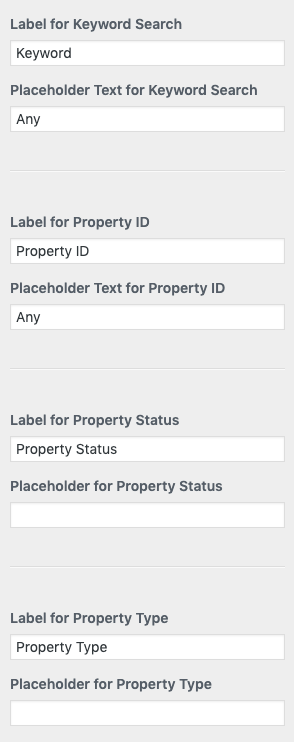 Label for Keyword Search
Keyword
Placeholder Text for Keyword Search
Any
Label for Property ID
Property ID
Placeholder Text for Property ID
Any
Label for Property Status
Property Status
Placeholder for Property Status
Label for Property Type
Property Type
Placeholder for Property Type